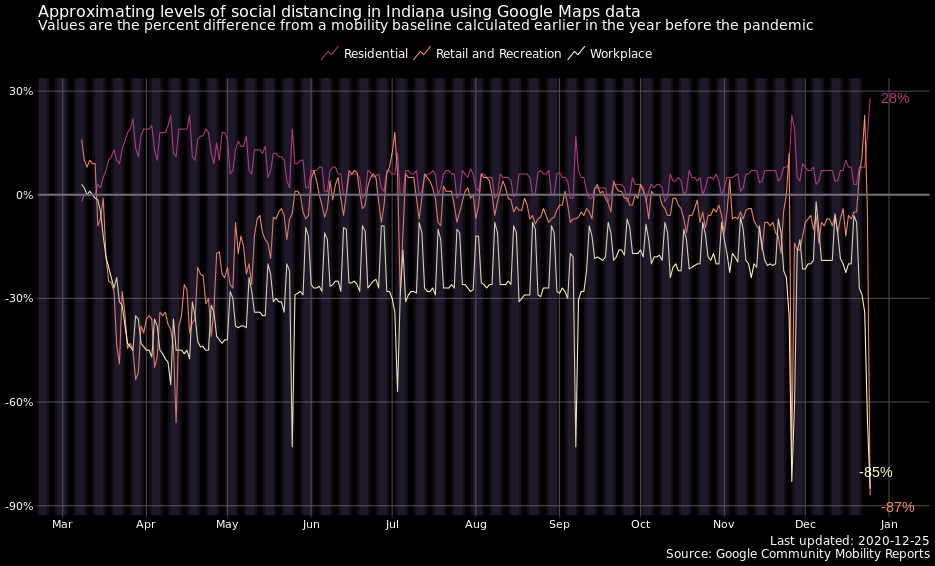 Approximating levels of social distancing in Indiana using Google Maps data
Values are the percent difference from a mobility baseline calculated earlier in the year before the pandemic
Residential Retail and Recreation Workplace
30%
28%
0%
-30%
-60%
-85%
-90%
-87%
Mar Apr May Jun Jul Aug Sep Oct Nov Dec Jan
Last updated: 2020-12-25
Source: Google Community Mobility Reports